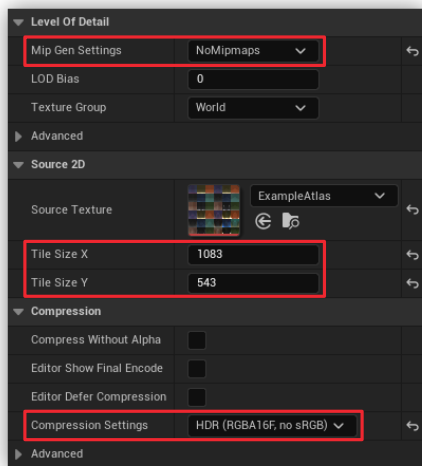 Level Of Detail
Mip Gen Settings NoMipmaps
LOD Bias 0
Texture Group World
Advanced
Source 2D
Source Texture ExampleAtlas
Tile Size X 1083
Tile Size Y 543
Compression
Compress Without Alpha
Editor Show Final Encode
Editor Defer Compression
Compression Settings HDR (RGBA16F, no sRGB)
Advanced